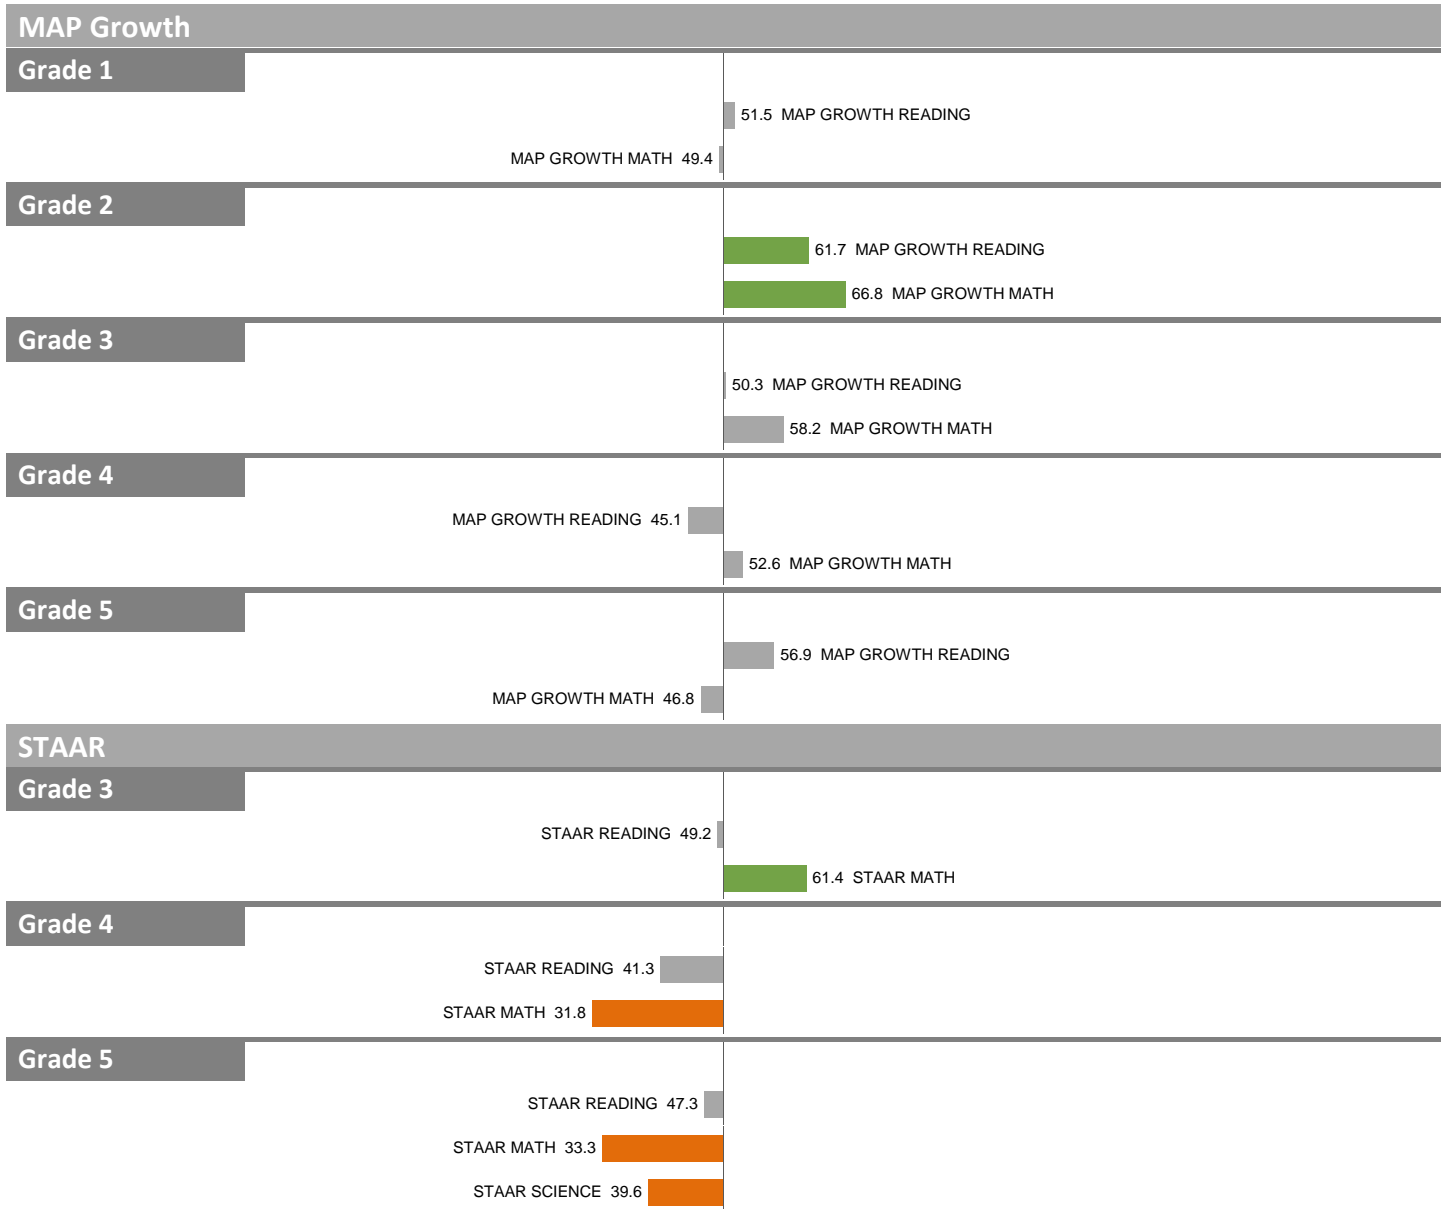 MAP Growth
Grade 1
51.5 MAP GROWTH READING
MAP GROWTH MATH 49.4
Grade 2
61.7 MAP GROWTH READING
66.8 MAP GROWTH MATH
Grade 3
50.3 MAP GROWTH READING
58.2 MAP GROWTH MATH
Grade 4
MAP GROWTH READING 45.1
52.6 MAP GROWTH MATH
Grade 5
56.9 MAP GROWTH READING
MAP GROWTH MATH 46.8
STAAR
Grade 3
STAAR READING 49.2
61.4 STAAR MATH
Grade 4
STAAR READING 41.3
STAAR MATH 31.8
Grade 5
STAAR READING 47.3
STAAR MATH 33.3
STAAR SCIENCE 39.6